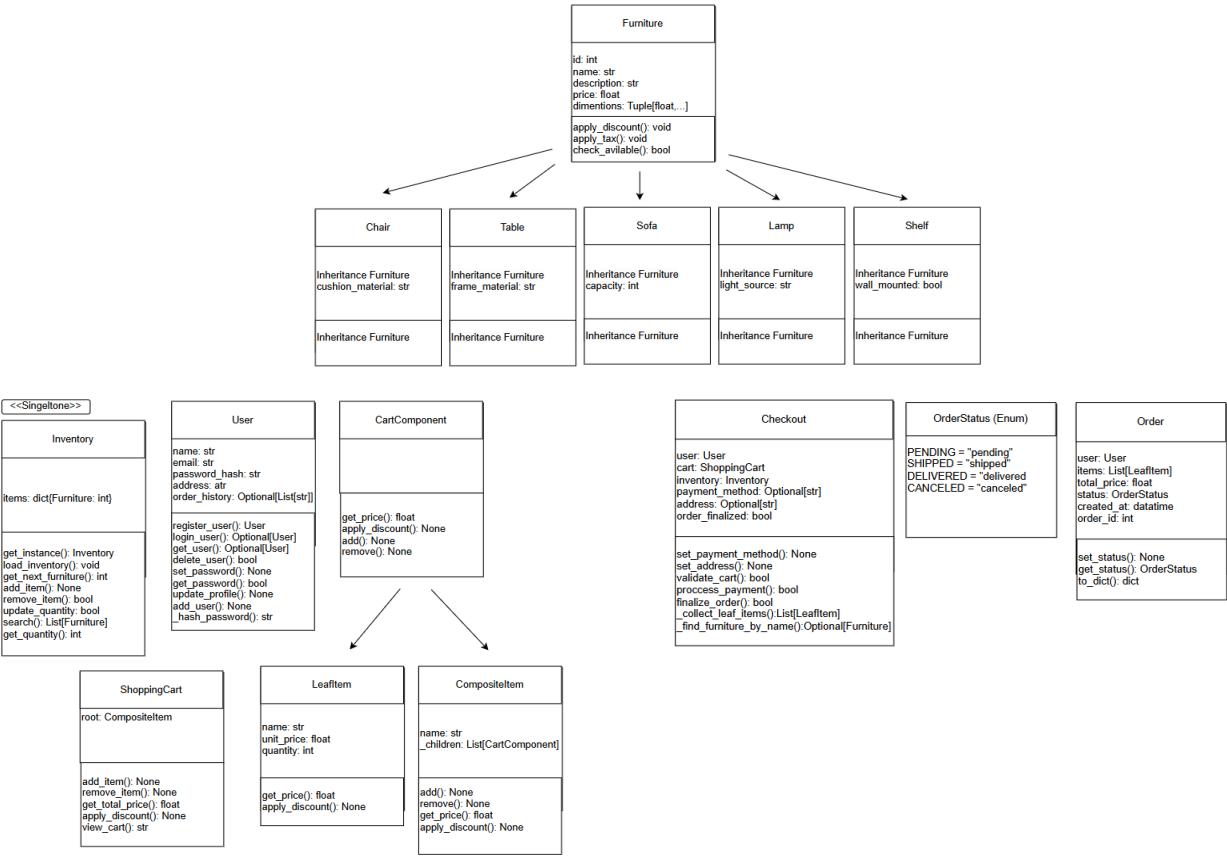 Furniture
id: int
name: str
description: str
price: float
dimentions: Tuple[float,...]
apply_discount(): void
apply_tax(): void
check_avilable(): bool
Chair
Inheritance Furniture
cushion_material: str
Inheritance Furniture
Table
Inheritance Furniture
frame_material: str
Inheritance Furniture
Sofa
Inheritance Furniture
capacity: int
Inheritance Furniture
Lamp
Inheritance Furniture
light_source: str
Inheritance Furniture
Shelf
Inheritance Furniture
wall_mounted: bool
Inheritance Furniture
<<Singeltone>>
Inventory
items: dict{Furniture: int}
get_instance(): Inventory
load_inventory(): void
get_next_furniture(): int
add_item(): None
remove_item(): bool
update_quantity: bool
search(): List[Furniture]
get_quantity(): int
User
name: str
email: str
password_hash: str
address: atr
order_history: Optional[List[str]]
register_user(): User
login_user(): Optional[User]
get_user(): Optional[User]
delete_user(): bool
set_password(): None
get_password(): bool
update_profile(): None
add_user(): None
_hash_password(): str
CartComponent
get_price(): float
apply_discount(): None
add(): None
remove(): None
Checkout
user: User
cart: ShoppingCart
inventory: Inventory
payment_method: Optional[str]
address: Optional[str]
order_finalized: bool
set_payment_method(): None
set_address(): None
validate_cart(): bool
proccess_payment(): bool
finalize_order(): bool
_collect_leaf_items():List[LeafItem]
_find_furniture_by_name():Optional[Furniture]
OrderStatus (Enum)
PENDING = "pending"
SHIPPED = "shipped"
DELIVERED = "delivered
CANCELED = "canceled"
Order
user: User
items: List[LeafItem]
total_price: float
status: OrderStatus
created_at: datatime
order_id: int
set_status(): None
get_status(): OrderStatus
to_dict(): dict
ShoppingCart
root: CompositeItem
add_item(): None
remove_item(): None
get_total_price(): float
apply_discount(): None
view_cart(): str
LeafItem
name: str
unit_price: float
quantity: int
get_price(): float
apply_discount(): None
CompositeItem
name: str
_children: List[CartComponent]
add(): None
remove(): None
get_price(): float
apply_discount(): None